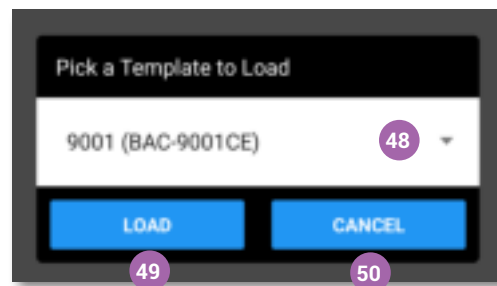 Pick a Template to Load
9001 (BAC-9001CE)
48
LOAD
CANCEL
49
50